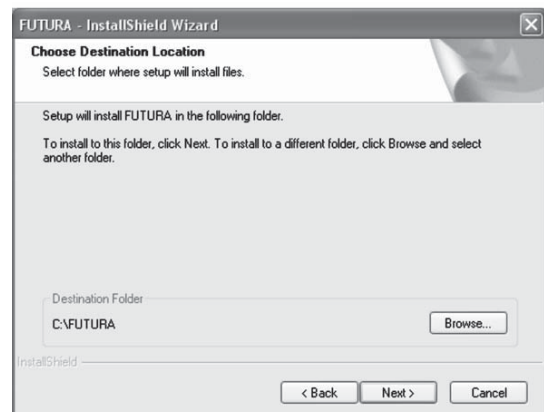 FUTURA - InstallShield Wizard
Choose Destination Location
Select folder where setup will install files.
Setup will install FUTURA in the following folder.
To install to this folder, click Next. To install to a different folder, click Browse and select
another folder.
Destination Folder
C:\FUTURA
Browse...
InstallShield
< Back
Next >
Cancel